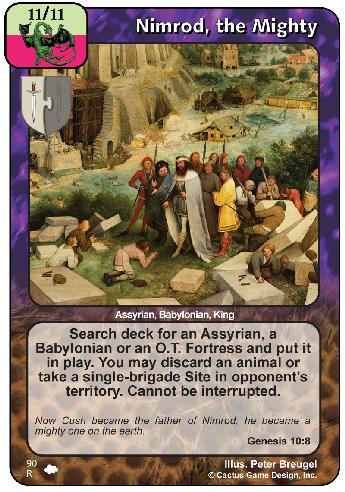 11/11
Nimrod, the Mighty
Assyrian, Babylonian, King
Search deck for an Assyrian, a
Babylonian or an O.T. Fortress and put it
in play. You may discard an animal or
take a single-brigade Site in opponent's
territory. Cannot be interrupted.
Now Cush became the father of Nimrod; he became a
mighty one on the earth.
Genesis 10:8
90
R
Illus. Peter Breugel
© Cactus Game Design, Inc.